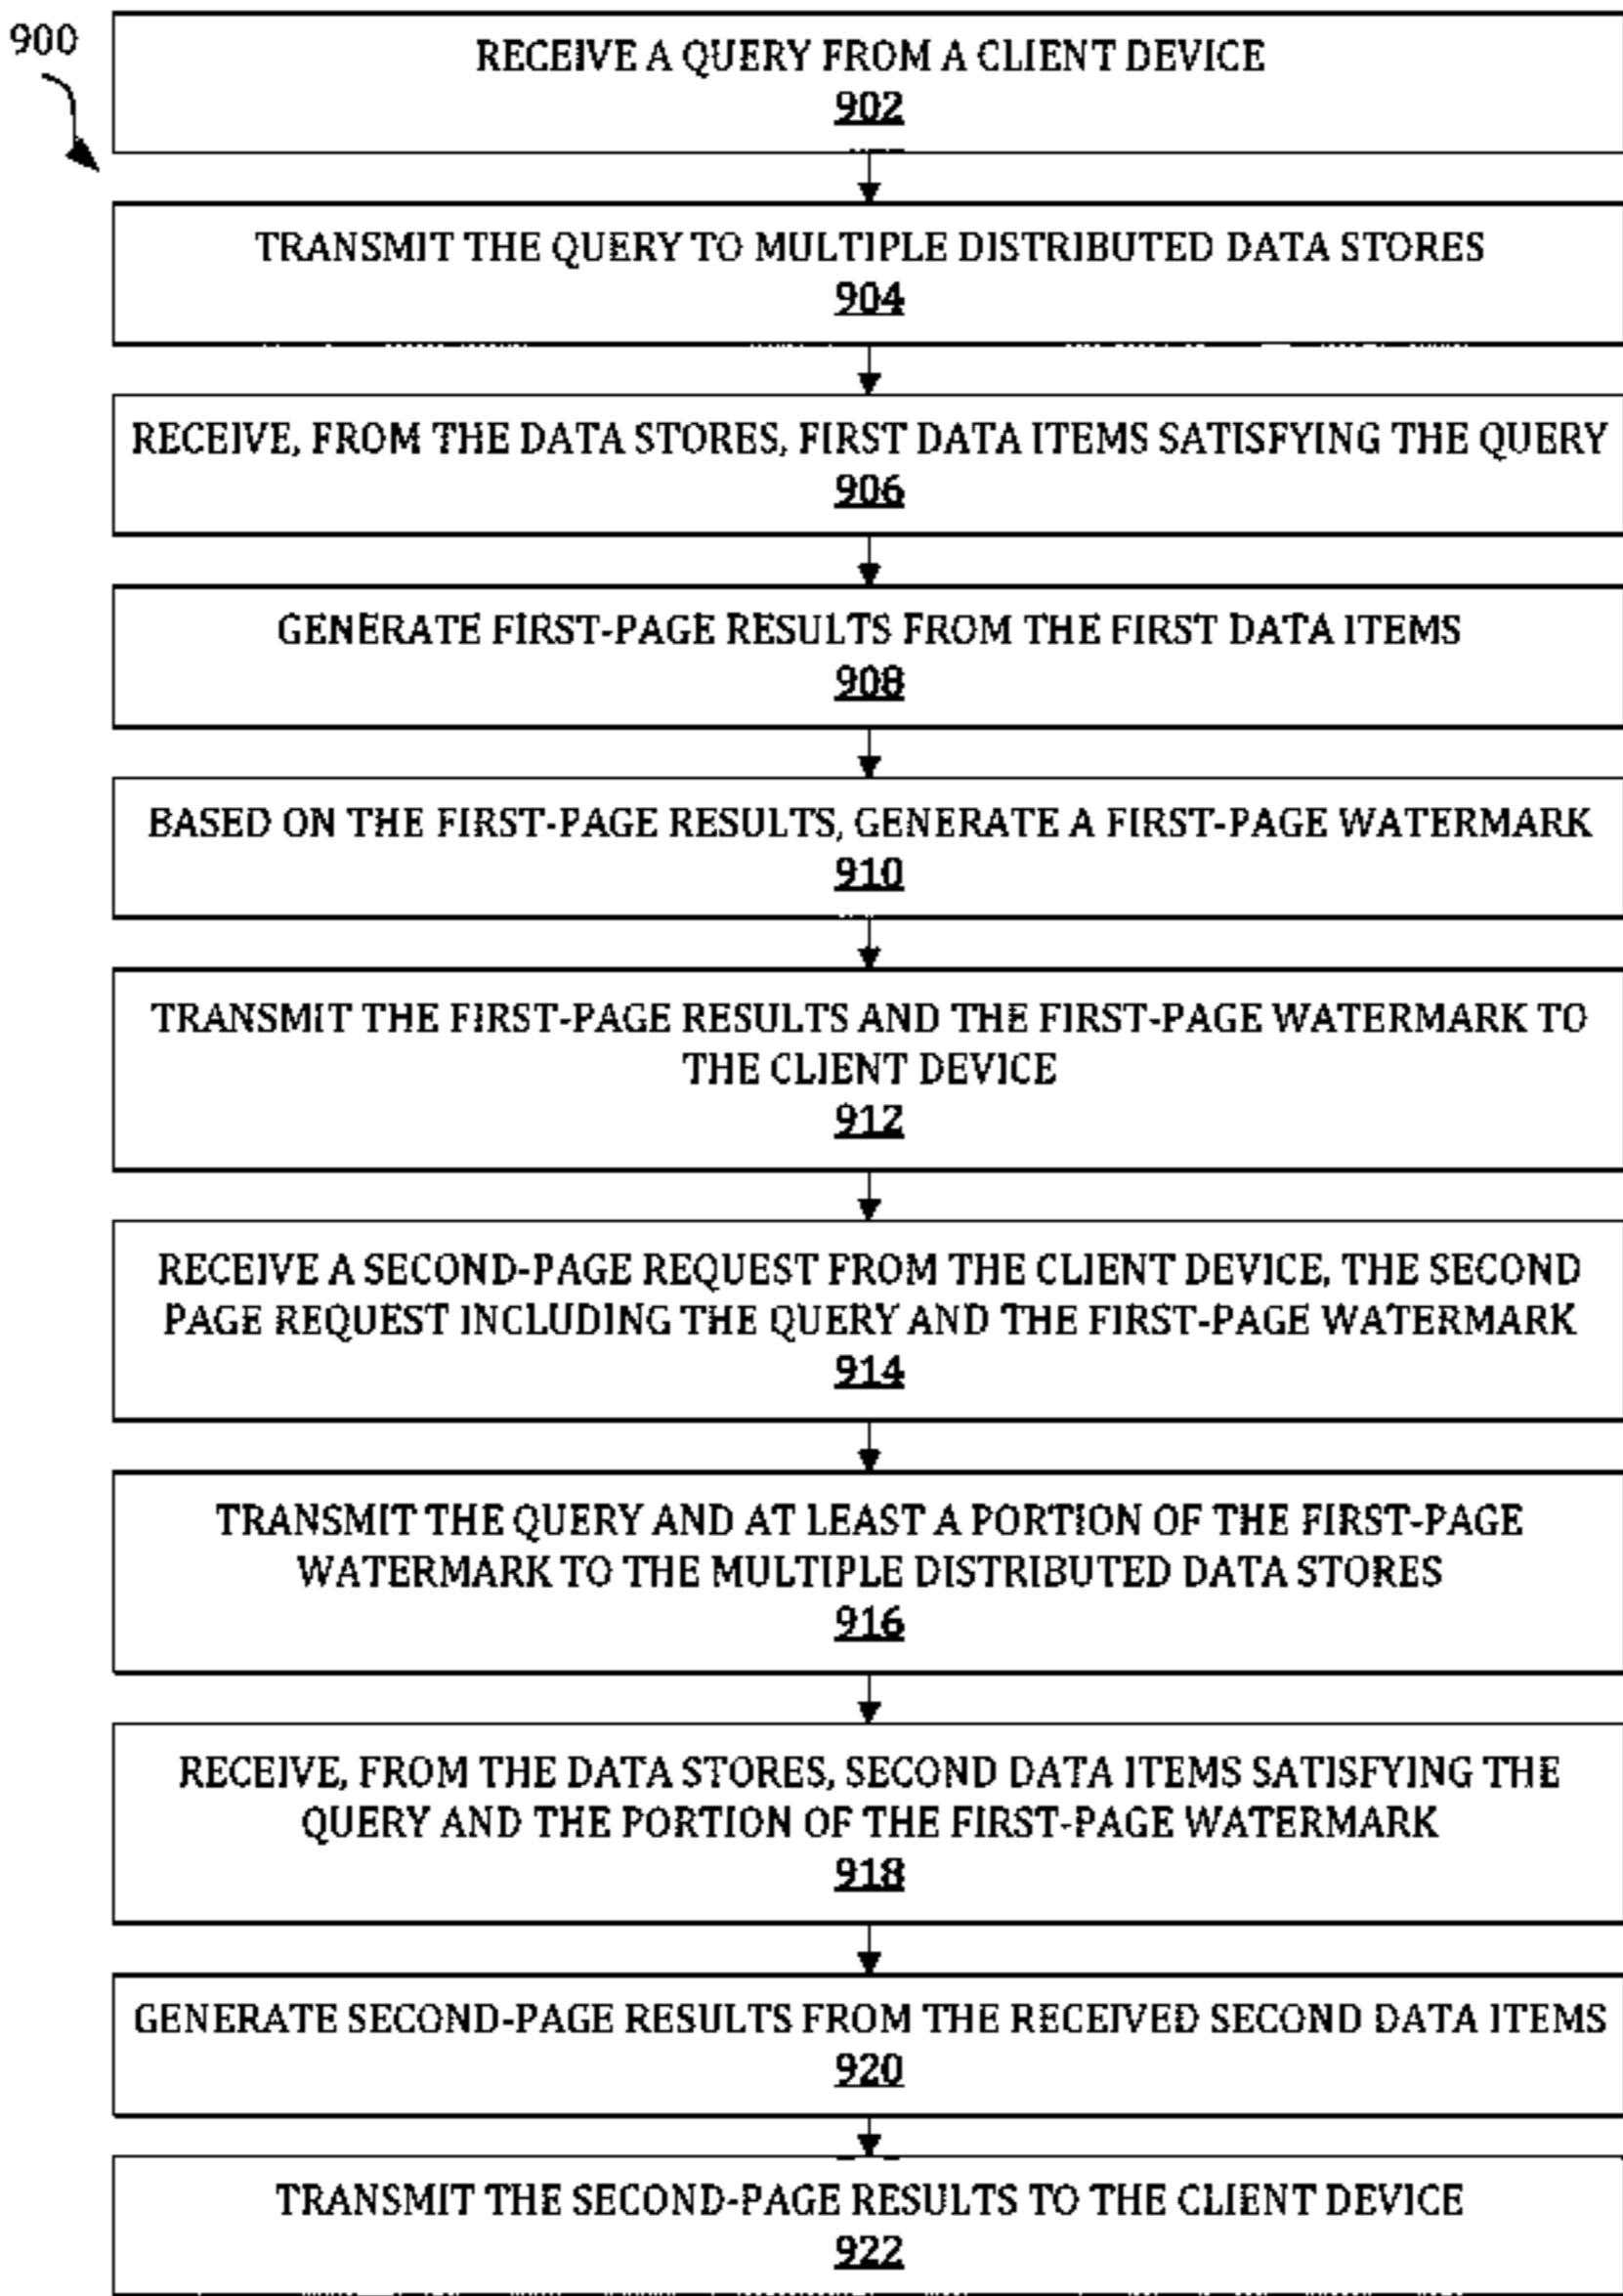 900
RECEIVE A QUERY FROM A CLIENT DEVICE
902
TRANSMIT THE QUERY TO MULTIPLE DISTRIBUTED DATA STORES
904
RECEIVE, FROM THE DATA STORES, FIRST DATA ITEMS SATISFYING THE QUERY
906
GENERATE FIRST-PAGE RESULTS FROM THE FIRST DATA ITEMS
908
BASED ON THE FIRST-PAGE RESULTS, GENERATE A FIRST-PAGE WATERMARK
910
TRANSMIT THE FIRST-PAGE RESULTS AND THE FIRST-PAGE WATERMARK TO
THE CLIENT DEVICE
912
RECEIVE A SECOND-PAGE REQUEST FROM THE CLIENT DEVICE, THE SECOND
PAGE REQUEST INCLUDING THE QUERY AND THE FIRST-PAGE WATERMARK
914
TRANSMIT THE QUERY AND AT LEAST A PORTION OF THE FIRST-PAGE
WATERMARK TO THE MULTIPLE DISTRIBUTED DATA STORES
916
RECEIVE, FROM THE DATA STORES, SECOND DATA ITEMS SATISFYING THE
QUERY AND THE PORTION OF THE FIRST-PAGE WATERMARK
918
GENERATE SECOND-PAGE RESULTS FROM THE RECEIVED SECOND DATA ITEMS
920
TRANSMIT THE SECOND-PAGE RESULTS TO THE CLIENT DEVICE
922